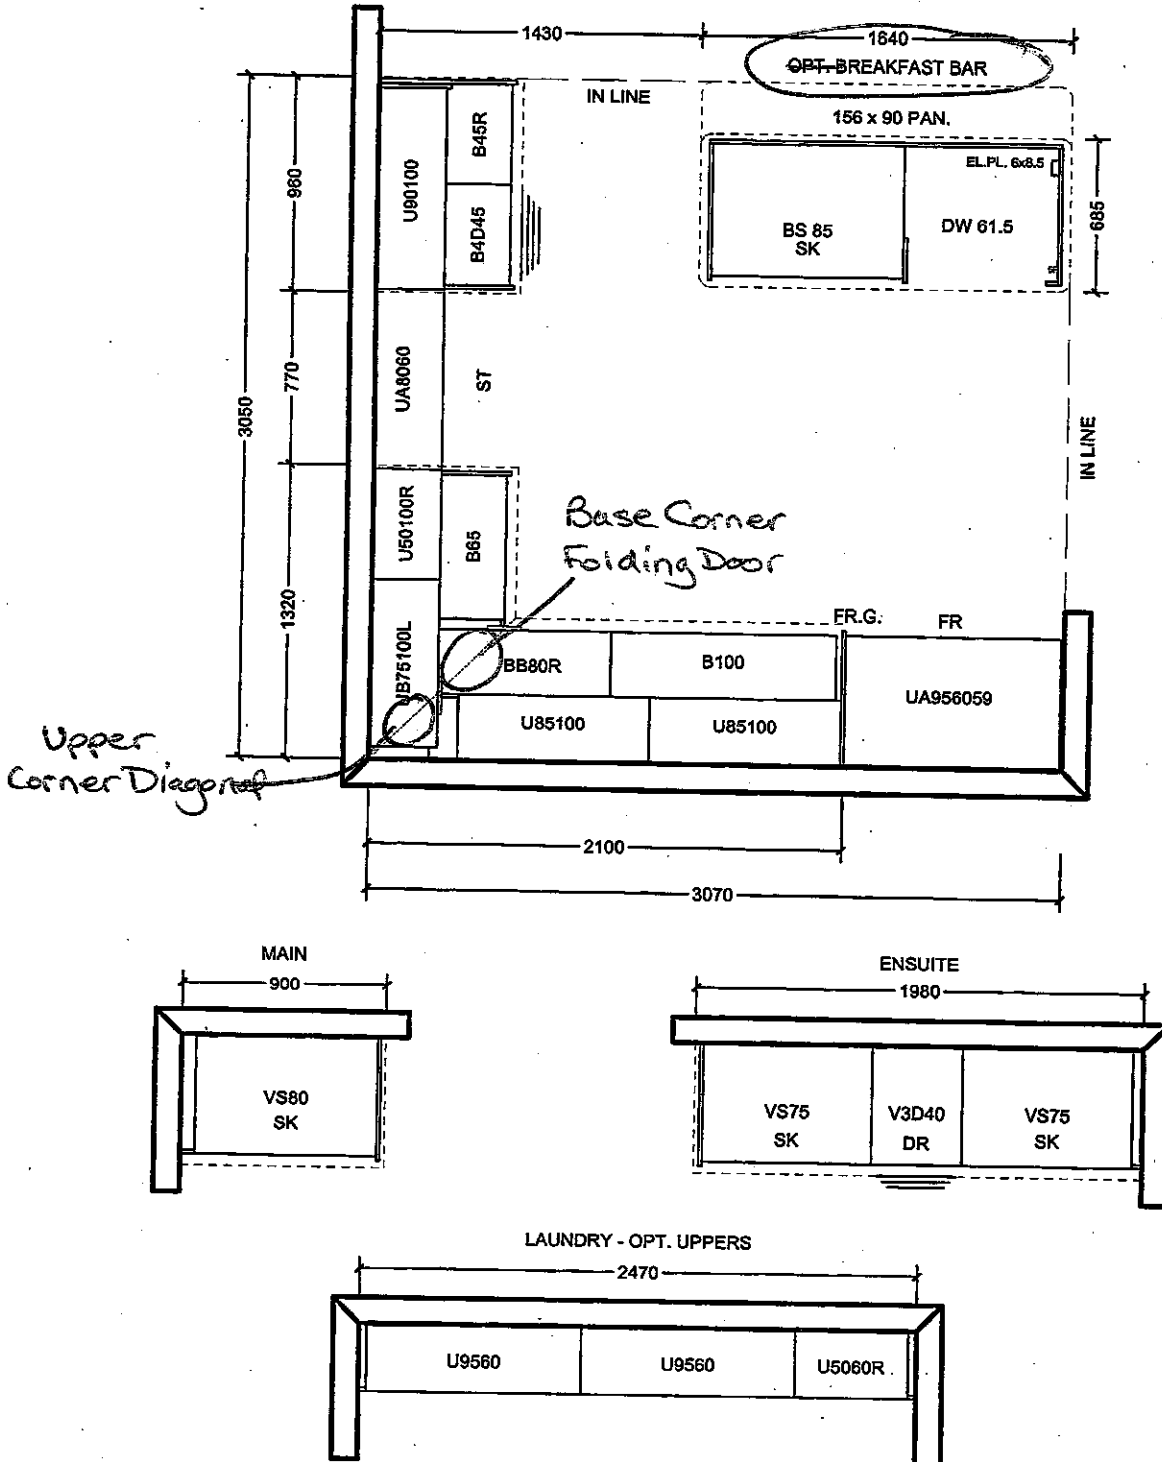 1430
1640
OPT. BREAKFAST BAR
IN LINE
156 x 90 PAN.
U90100
B45R
B4D45
960
EL.PL. 6x8.5
BS 85
SK
DW 61.5
685
3050
770
UA8060
ST
IN LINE
1320
U50100R
B65
Base Corner
Folding Door
UB75100L
BB80R
B100
FR.G.
FR
UA956059
U85100
U85100
Upper
Corner Diagonal
2100
3070
MAIN
900
VS80
SK
ENSUITE
1980
VS75
SK
V3D40
DR
VS75
SK
LAUNDRY - OPT. UPPERS
2470
U9560
U9560
U5060R